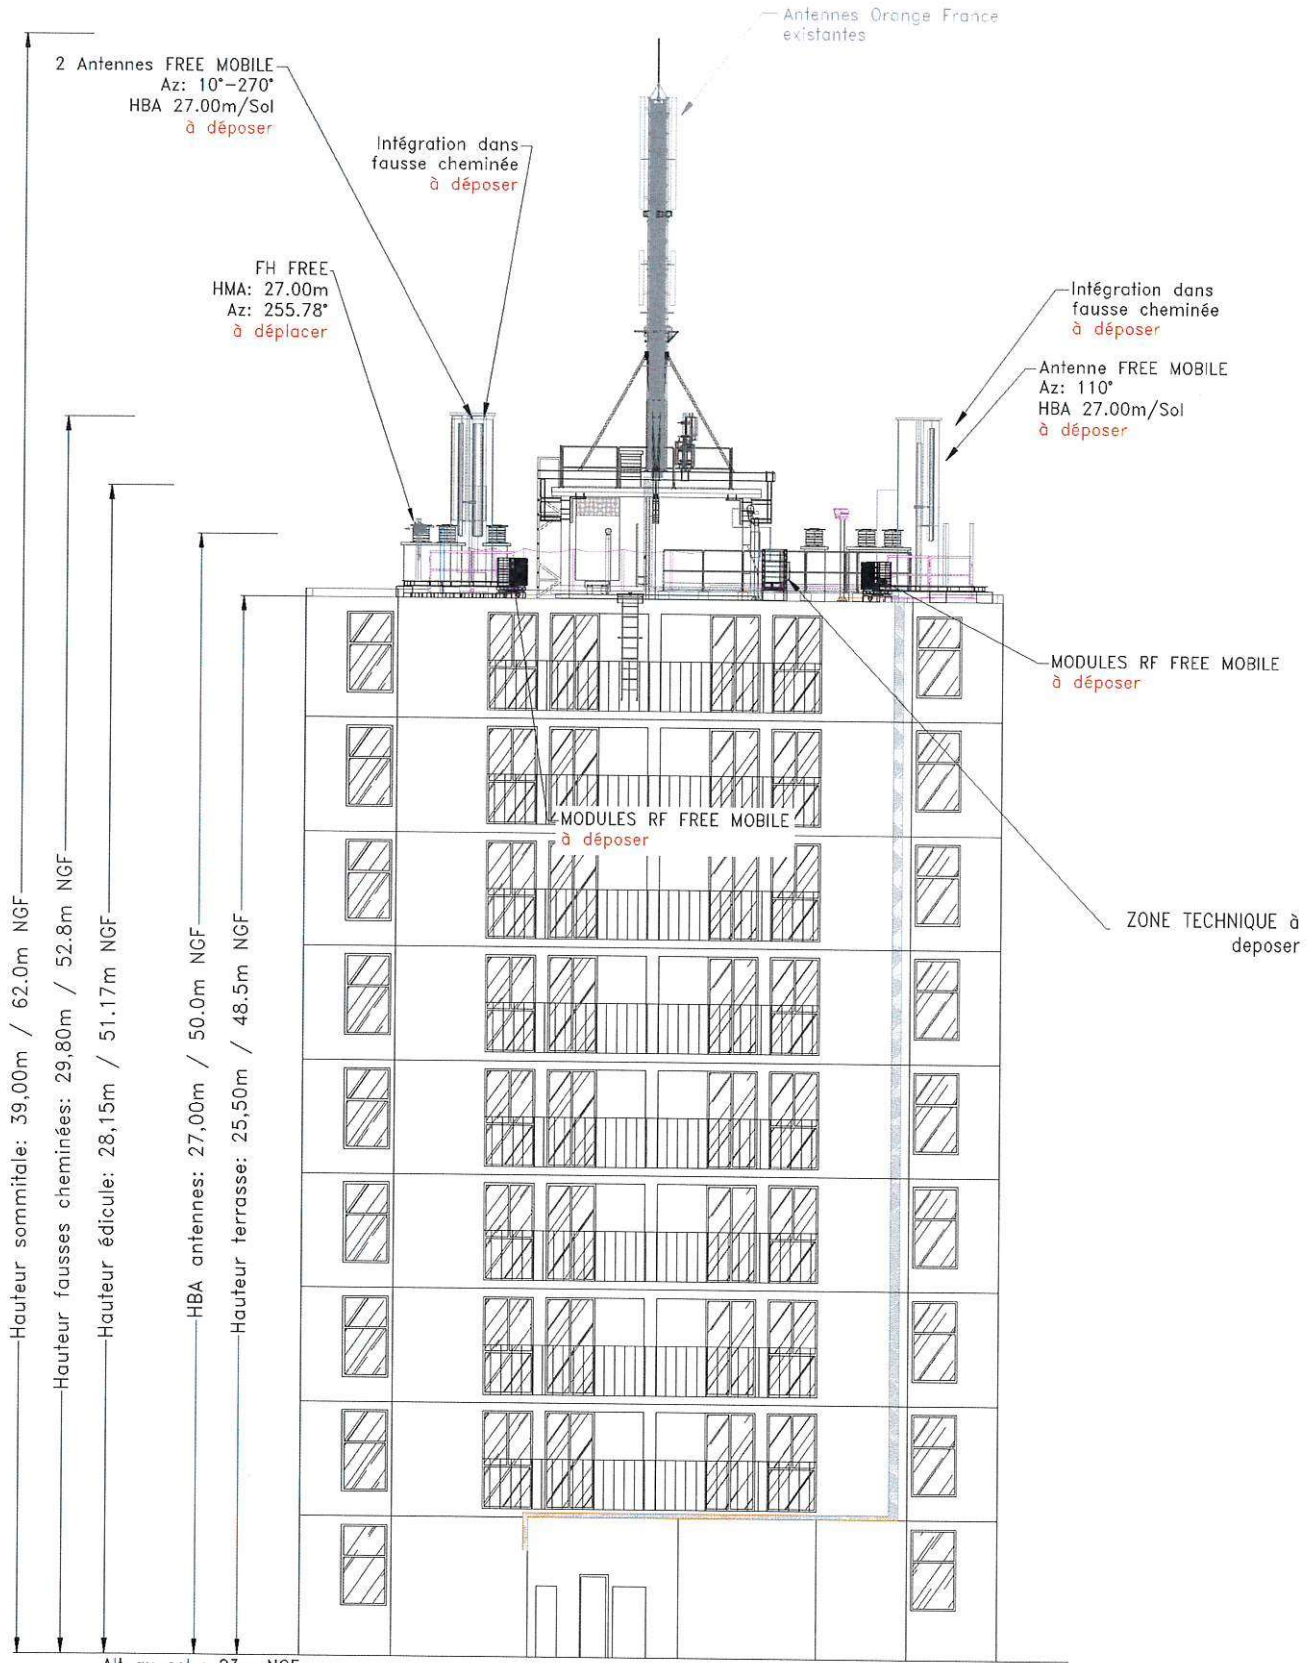 Antennes Orange France
existantes
2 Antennes FREE MOBILE
Az: 10°-270°
HBA 27.00m/Sol
à déposer
Intégration dans
fausse cheminée
à déposer
FH FREE
HMA: 27.00m
Az: 255.78°
à déplacer
Intégration dans
fausse cheminée
à déposer
Antenne FREE MOBILE
Az: 110°
HBA 27.00m/Sol
à déposer
MODULES RF FREE MOBILE
à déposer
MODULES RF FREE MOBILE
à déposer
ZONE TECHNIQUE à
deposer
Hauteur sommitale: 39,00m / 62.0m NGF
Hauteur fausses cheminées: 29,80m / 52.8m NGF
Hauteur édicule: 28,15m / 51.17m NGF
HBA antennes: 27,00m / 50.0m NGF
Hauteur terrasse: 25,50m / 48.5m NGF